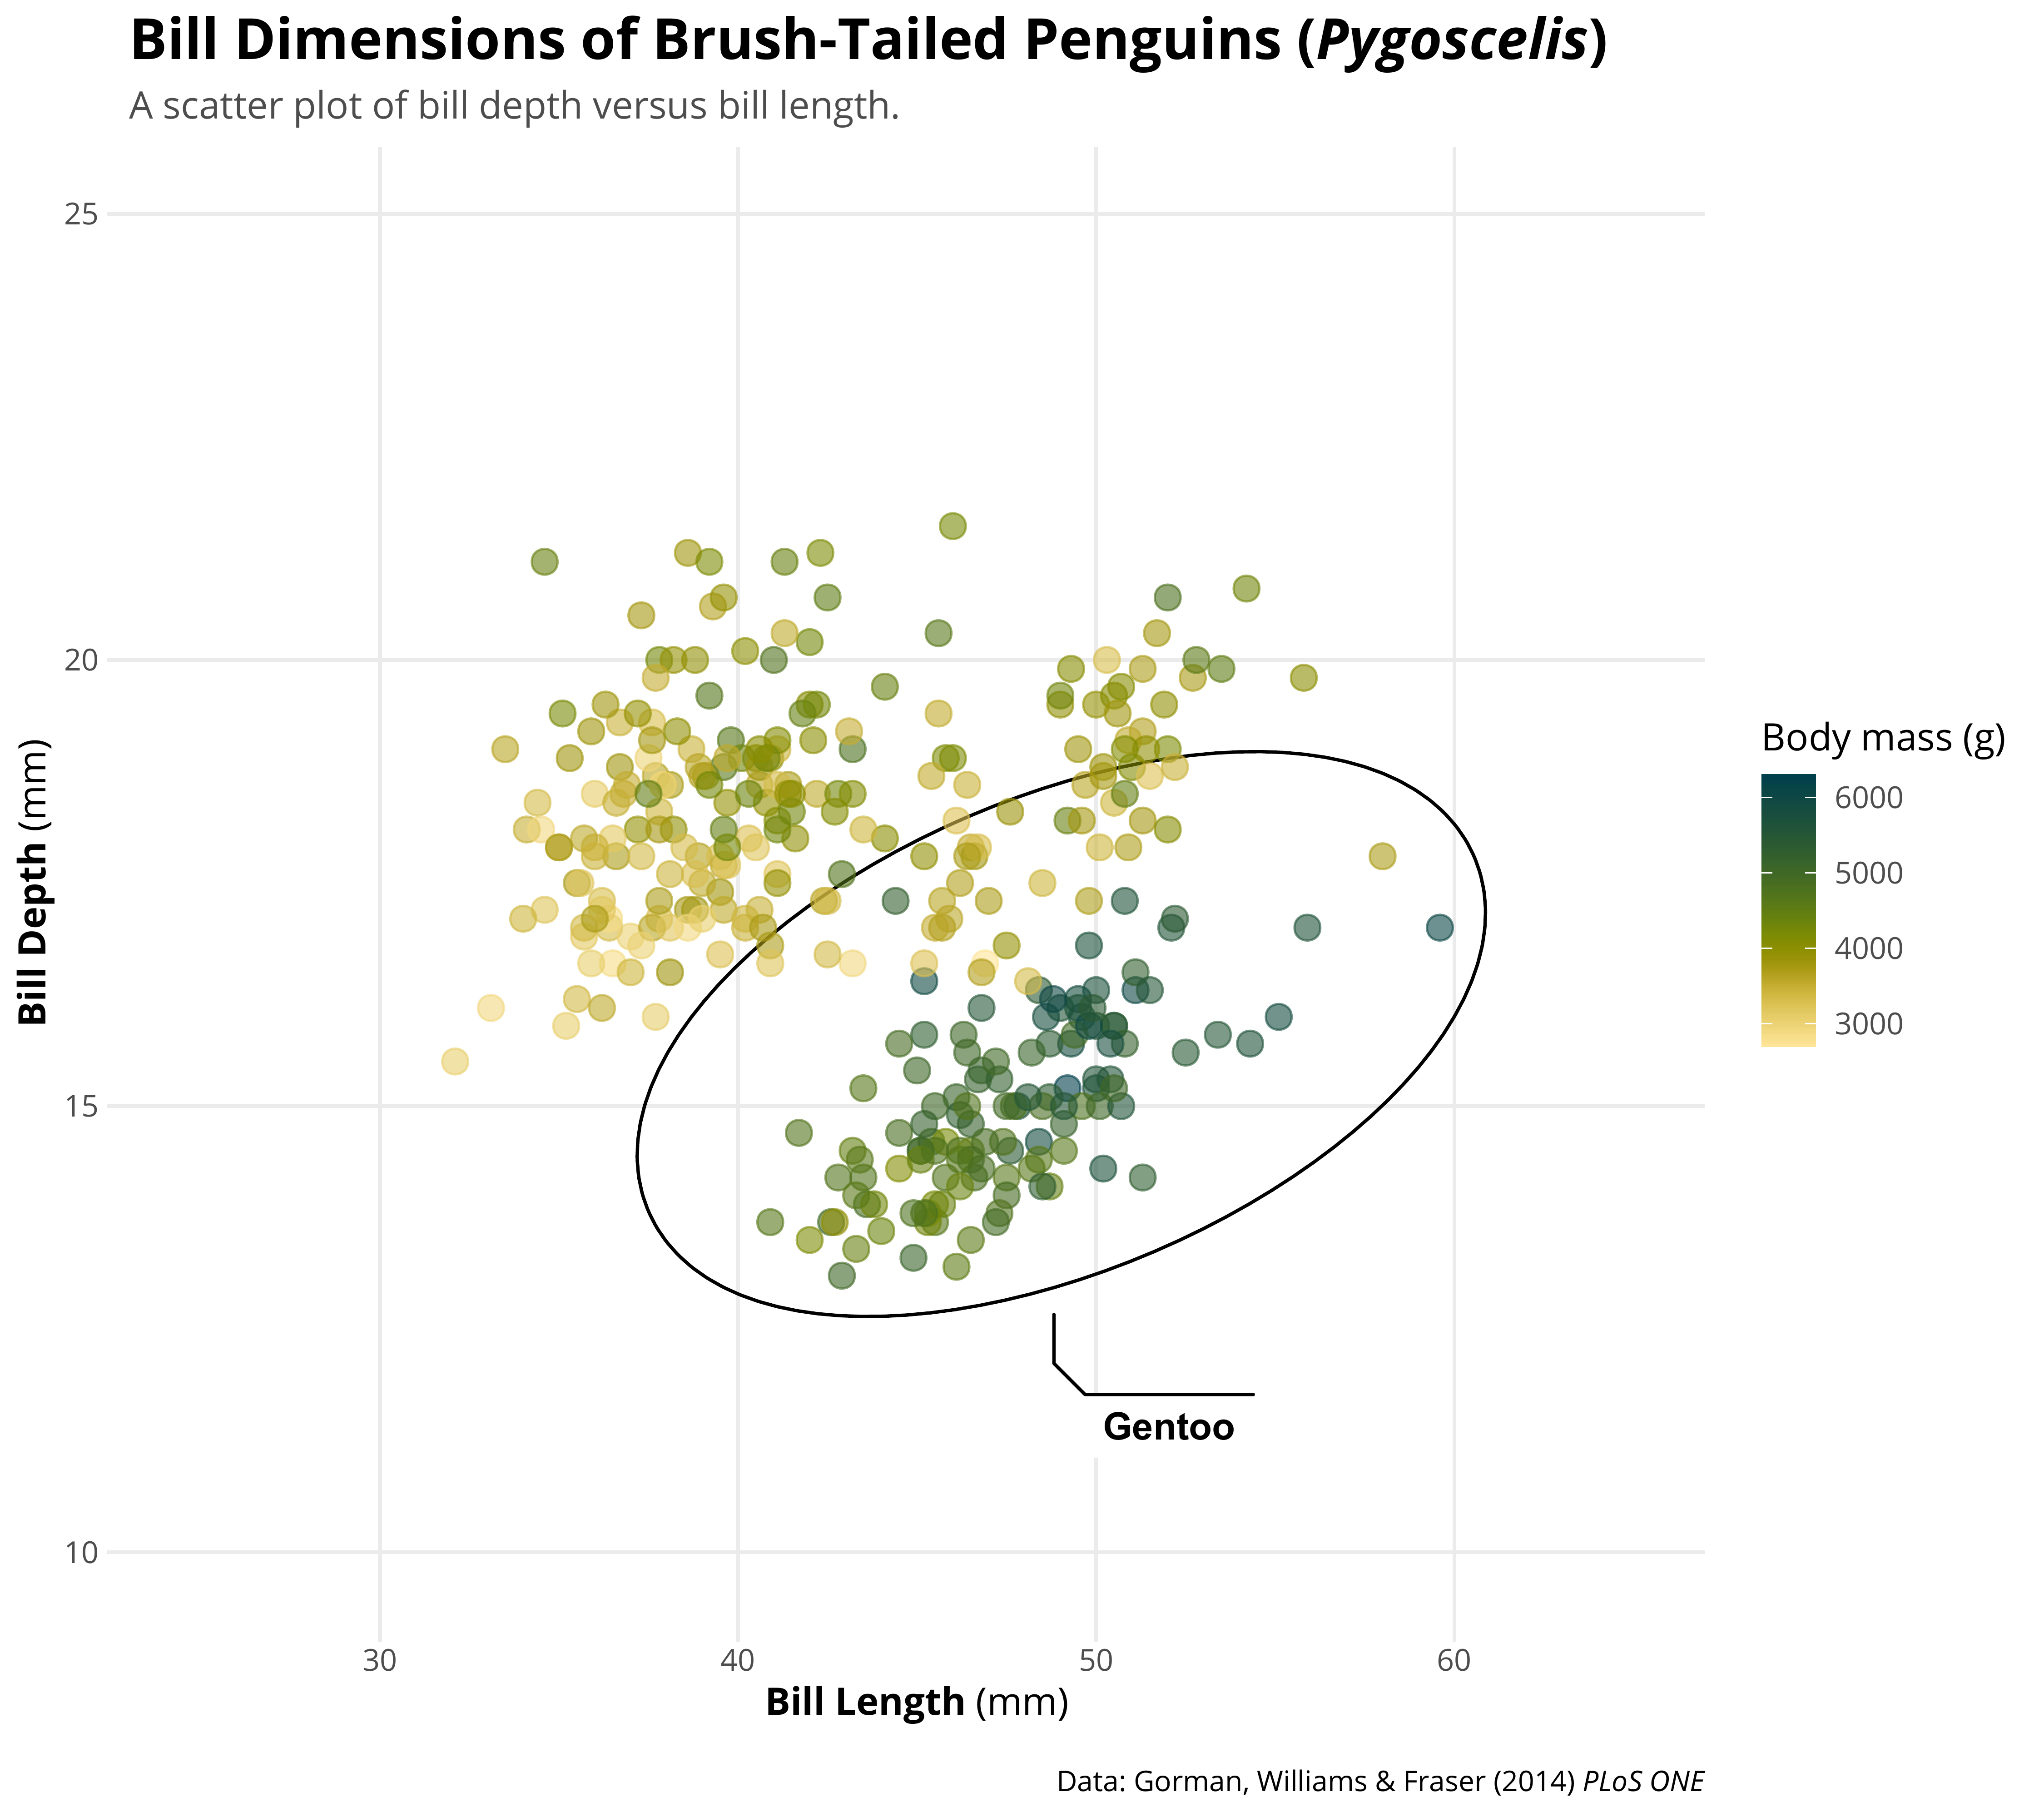 Bill Dimensions of Brush-Tailed Penguins (Pygoscelis)
A scatter plot of bill depth versus bill length.
25
20
15
10
Bill Depth (mm)
30 40 50 60
Bill Length (mm)
Gentoo
Body mass (g)
6000
5000
4000
3000
Data: Gorman, Williams & Fraser (2014) PLoS ONE